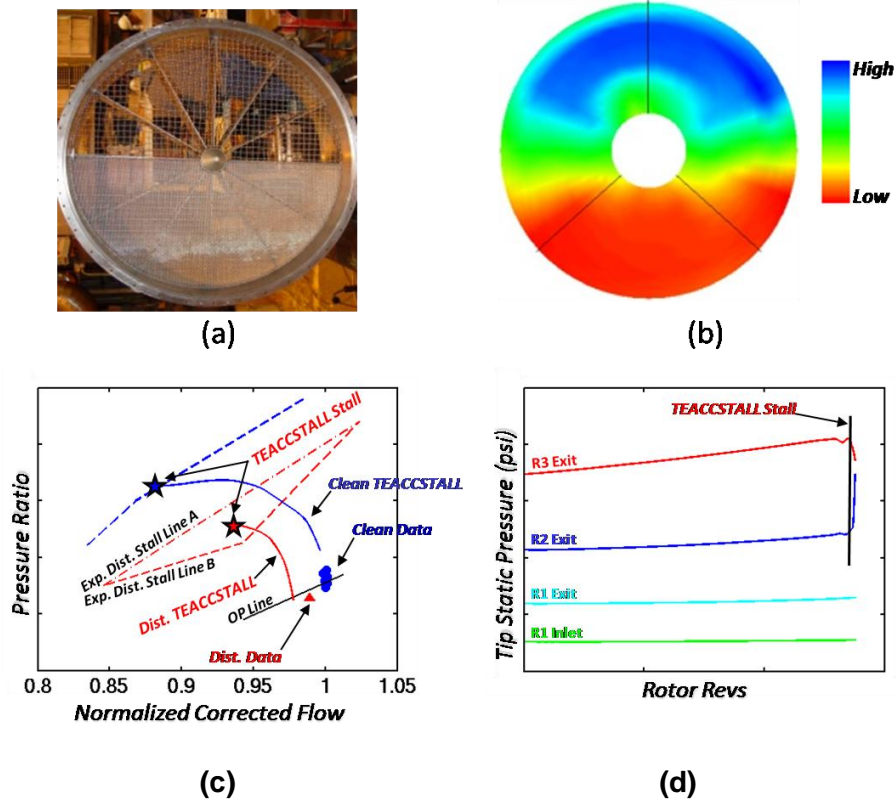 High
Low
(a)
(b)
Pressure Ratio
TEACCSTALL Stall
Clean TEACCSTALL
Clean Data
Exp. Dist. Stall Line A
Exp. Dist. Stall Line B
Dist. TEACCSTALL
OP Line
Dist. Data
0.8 0.85 0.9 0.95 1 1.05
Normalized Corrected Flow
(c)
Tip Static Pressure (psi)
TEACCSTALL Stall
R3 Exit
R2 Exit
R1 Exit
R1 Inlet
Rotor Revs
(d)